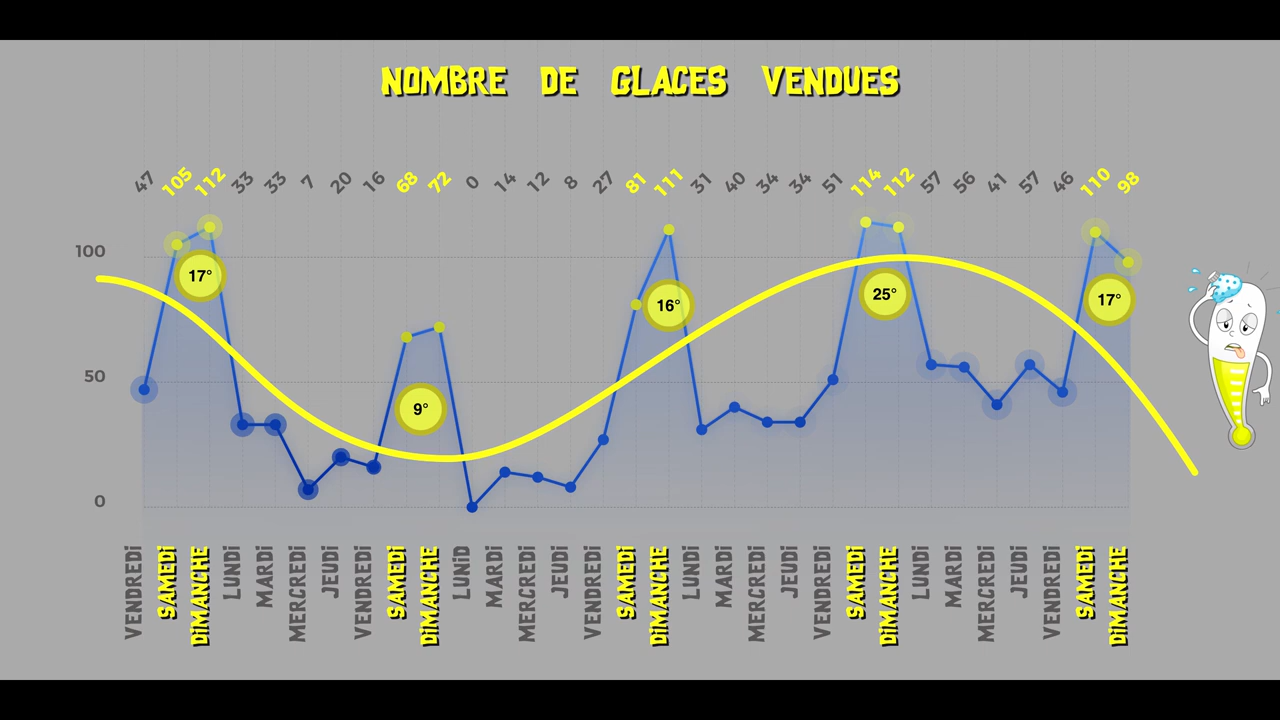 NOMBRE DE GLACES VENDUES
47 105 112 33 33 7 20 16 68 72 0 14 12 8 27 81 111 31 40 34 34 51 114 112 57 56 41 57 46 110 98
100
17°
25°
17°
16°
50
9°
0
VENDREDi SAMEDi DiMANCHE LUNDi MARDi MERCREDi JEUDi VENDREDi SAMEDi DiMANCHE LUNiD MARDi MERCREDi JEUDi VENDREDi SAMEDi DiMANCHE LUNDi MARDi MERCREDi JEUDi VENDREDi SAMEDi DiMANCHE LUNDi MARDi MERCREDi JEUDi VENDREDi SAMEDi DiMANCHE